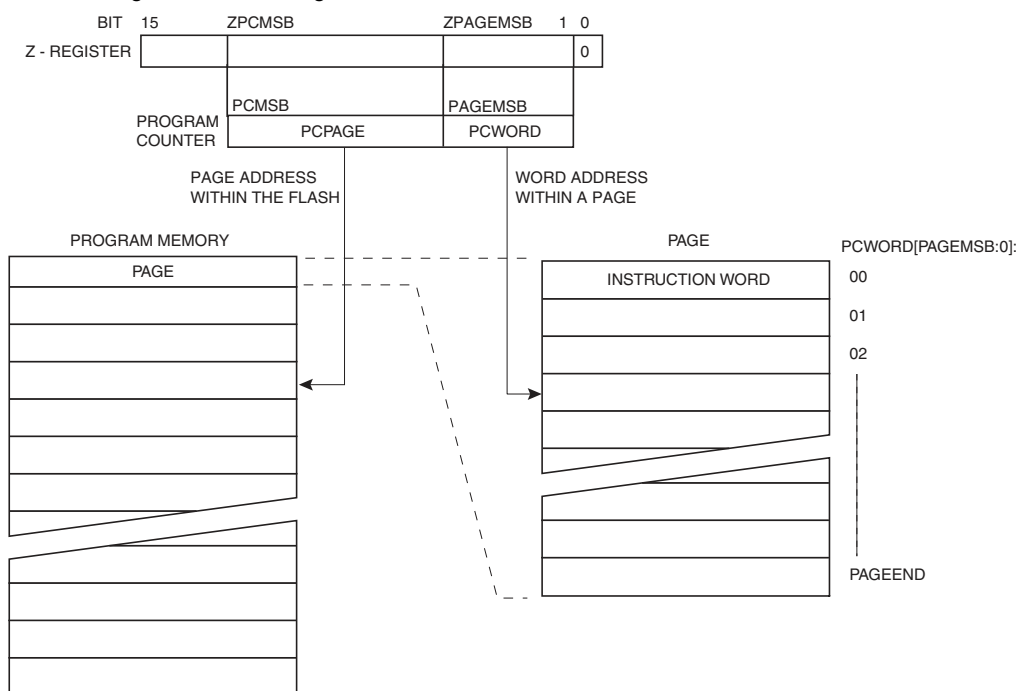 BIT 15 ZPCMSB ZPAGEMSB 1 0
Z - REGISTER 0
PCMSB PAGEMSB
PROGRAM
COUNTER
PCPAGE PCWORD
PAGE ADDRESS
WITHIN THE FLASH
WORD ADDRESS
WITHIN A PAGE
PROGRAM MEMORY
PAGE
PAGE
PCWORD[PAGEMSB:0]:
INSTRUCTION WORD 00
01
02
PAGEEND